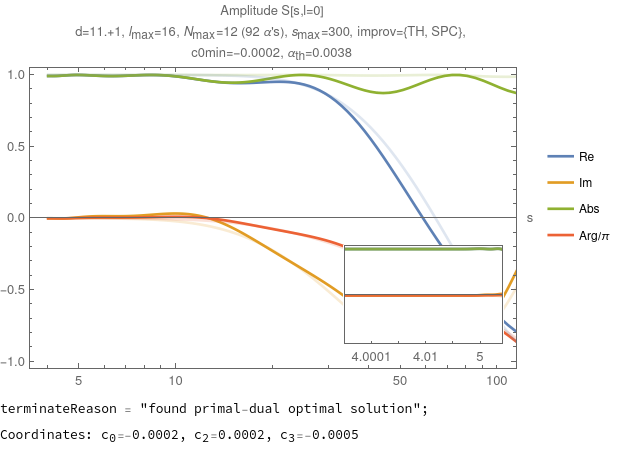 Amplitude S[s,l=0]
d=11.+1, lmax=16, Nmax=12 (92 α's), smax=300, improv={TH, SPC},
c0min=-0.0002, αth=0.0038
1.0
0.5
0.0
-0.5
-1.0
5
10
50
100
s
4.0001
4.01
5
Re
Im
Abs
Arg/π
terminateReason = "found primal-dual optimal solution";
Coordinates: c0=-0.0002, c2=0.0002, c3=-0.0005